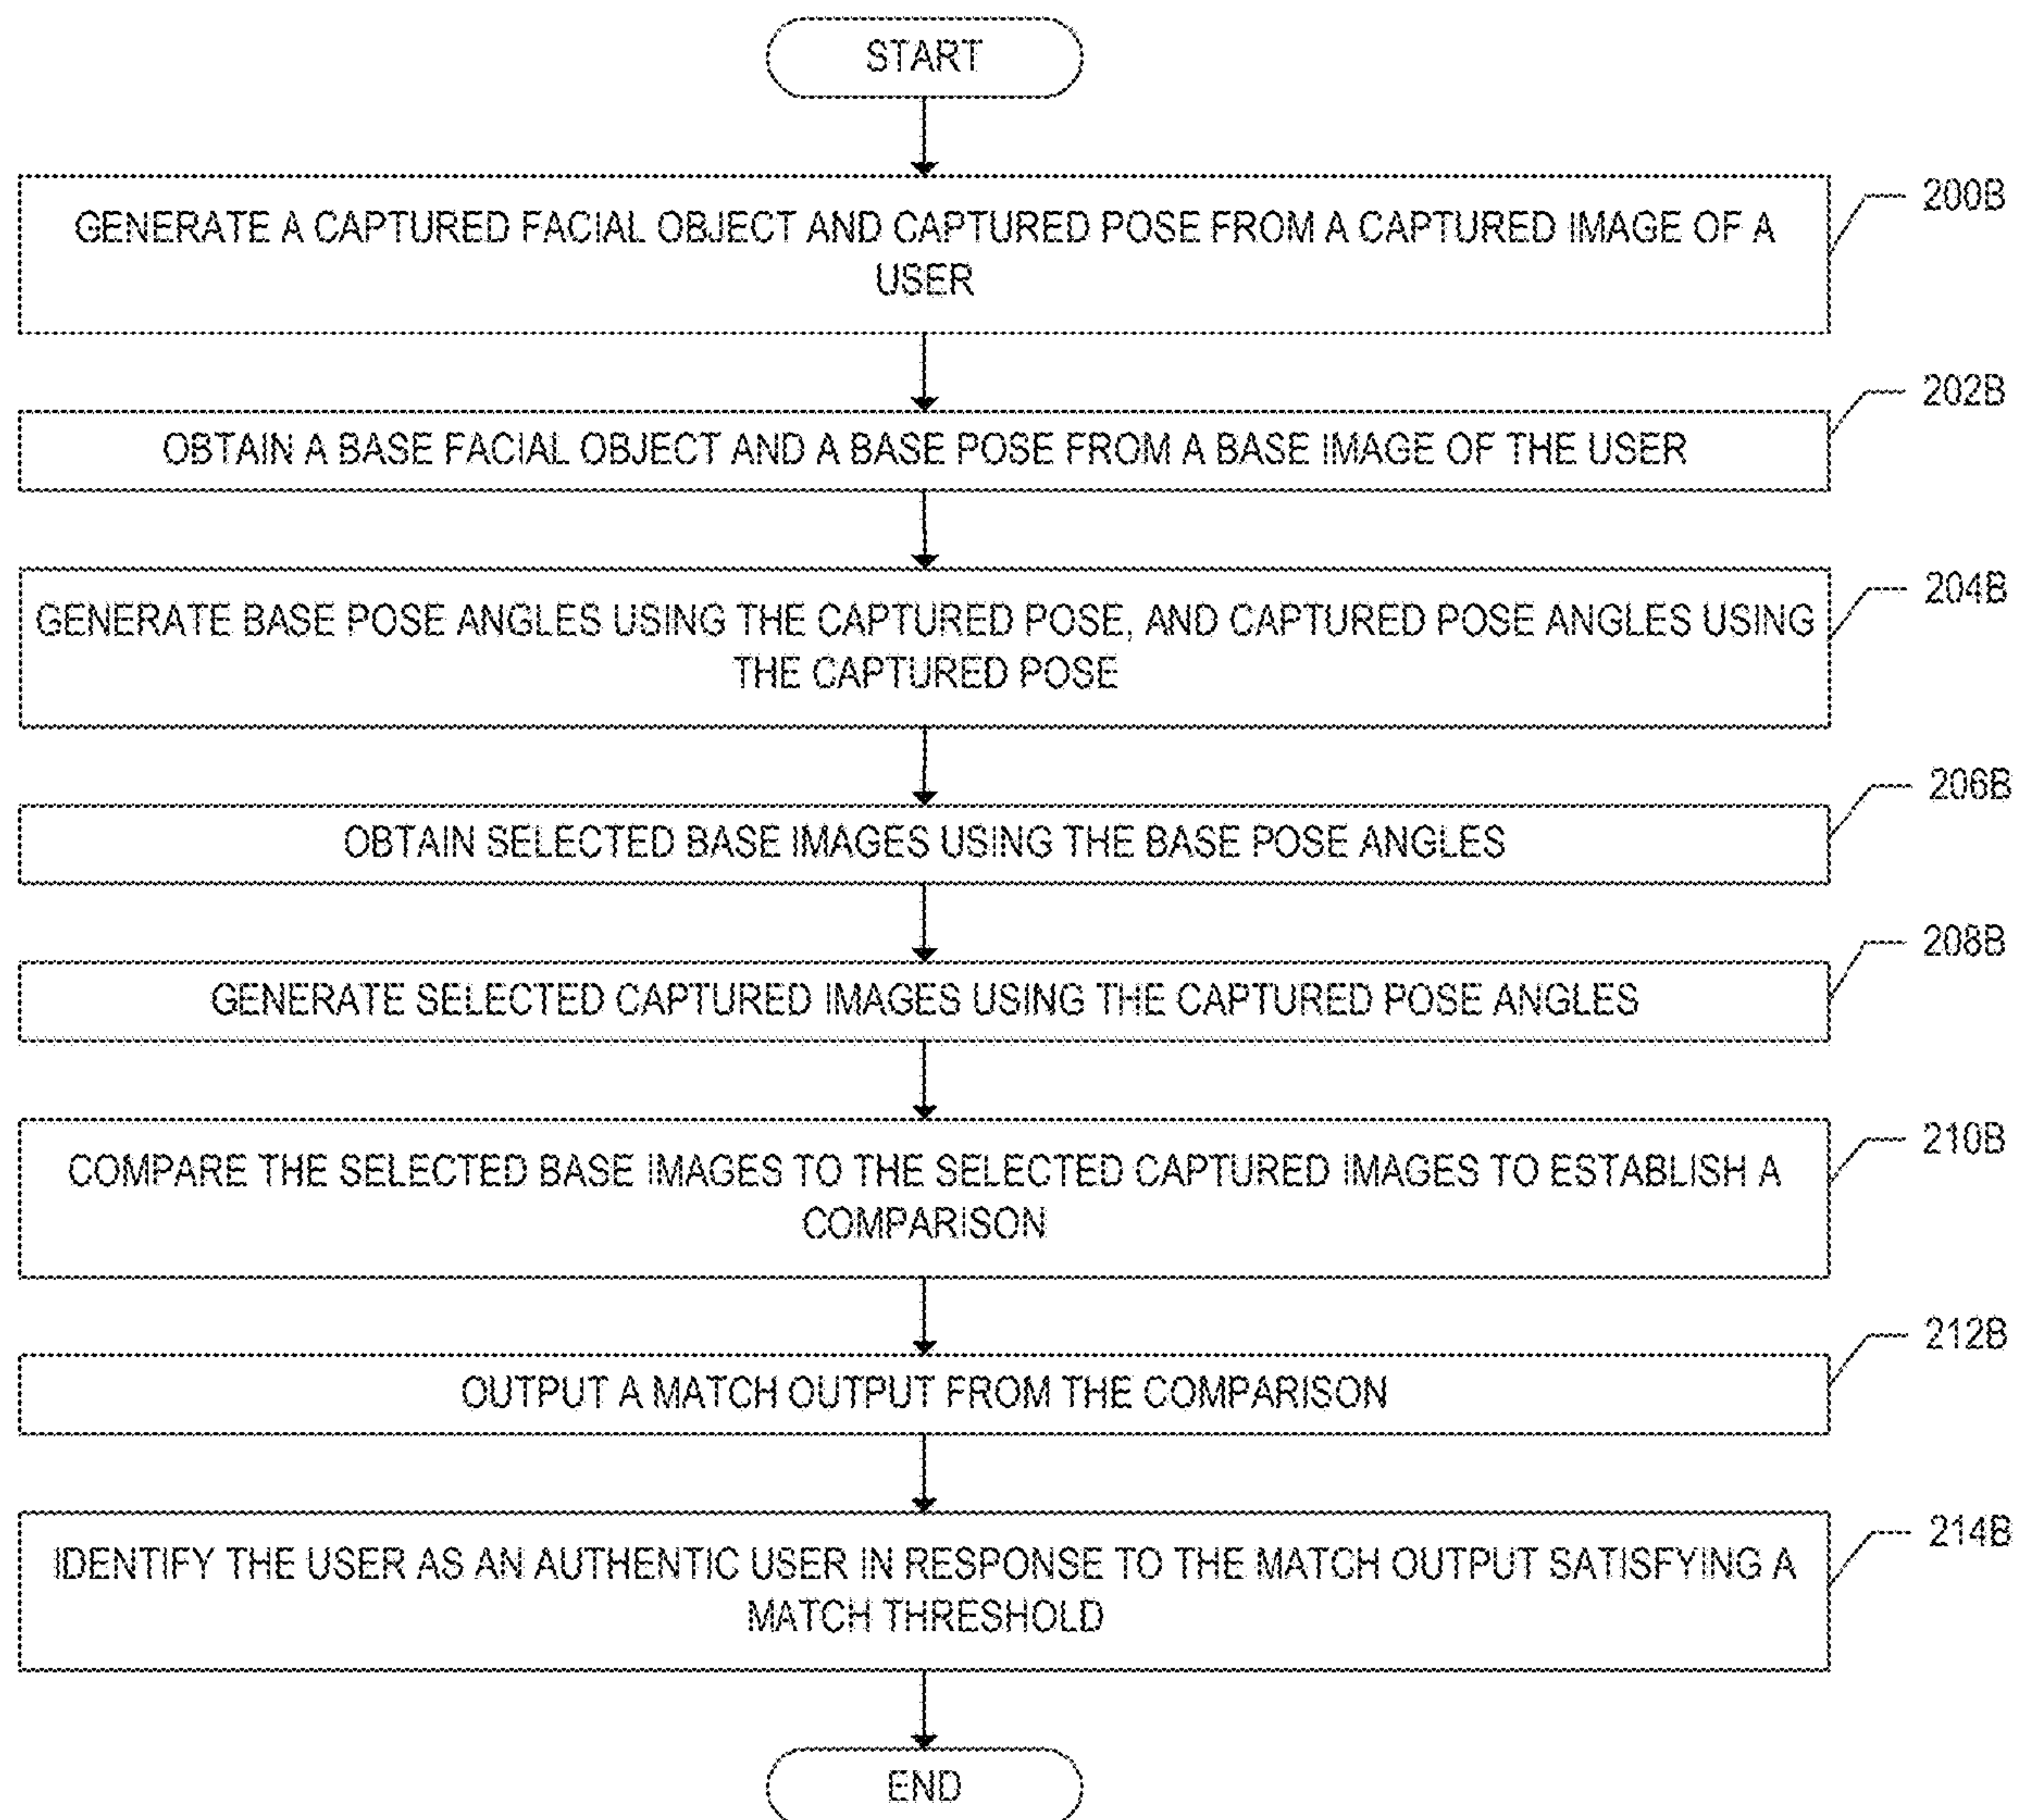 START
GENERATE A CAPTURED FACIAL OBJECT AND CAPTURED POSE FROM A CAPTURED IMAGE OF A
USER
200B
OBTAIN A BASE FACIAL OBJECT AND A BASE POSE FROM A BASE IMAGE OF THE USER
202B
GENERATE BASE POSE ANGLES USING THE CAPTURED POSE, AND CAPTURED POSE ANGLES USING
THE CAPTURED POSE
204B
OBTAIN SELECTED BASE IMAGES USING THE BASE POSE ANGLES
206B
GENERATE SELECTED CAPTURED IMAGES USING THE CAPTURED POSE ANGLES
208B
COMPARE THE SELECTED BASE IMAGES TO THE SELECTED CAPTURED IMAGES TO ESTABLISH A
COMPARISON
210B
OUTPUT A MATCH OUTPUT FROM THE COMPARISON
212B
IDENTIFY THE USER AS AN AUTHENTIC USER IN RESPONSE TO THE MATCH OUTPUT SATISFYING A
MATCH THRESHOLD
214B
END